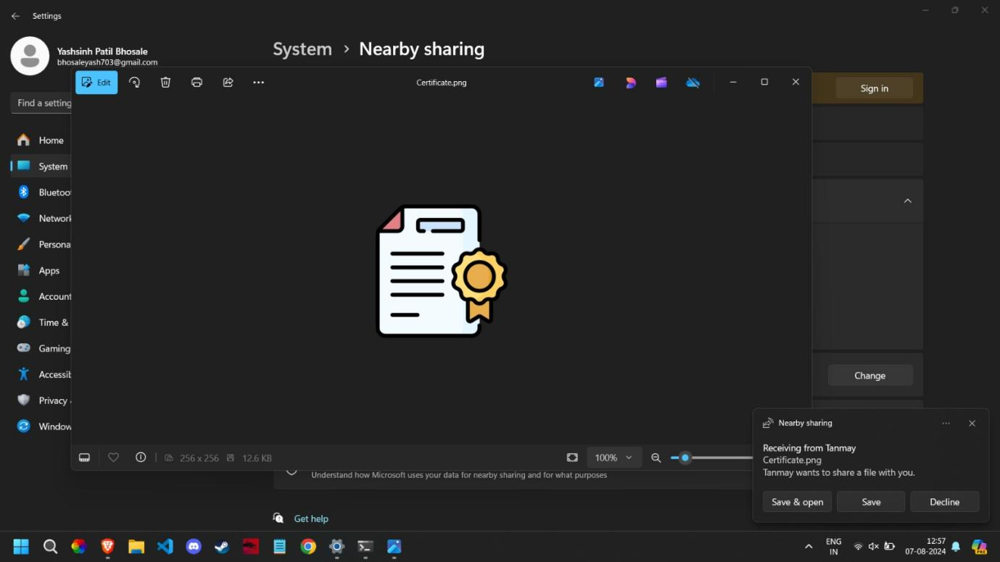 Settings
Yashsinh Patil Bhosale
bhosaleyash703@gmail.com
System > Nearby sharing
Edit
Certificate.png
Sign in
Find a setting
Home
System
Bluetoo
Network
Persona
Apps
Account
Time &
Gaming
Accessib
Privacy
Window
Change
256 x 256
12.6 KB
100%
Understand how Microsoft uses your data for nearby sharing and for what purposes
Get help
Nearby sharing
Receiving from Tanmay
Certificate.png
Tanmay wants to share a file with you.
Save & open
Save
Decline
ENG
IN
12:57
07-08-2024
PRE